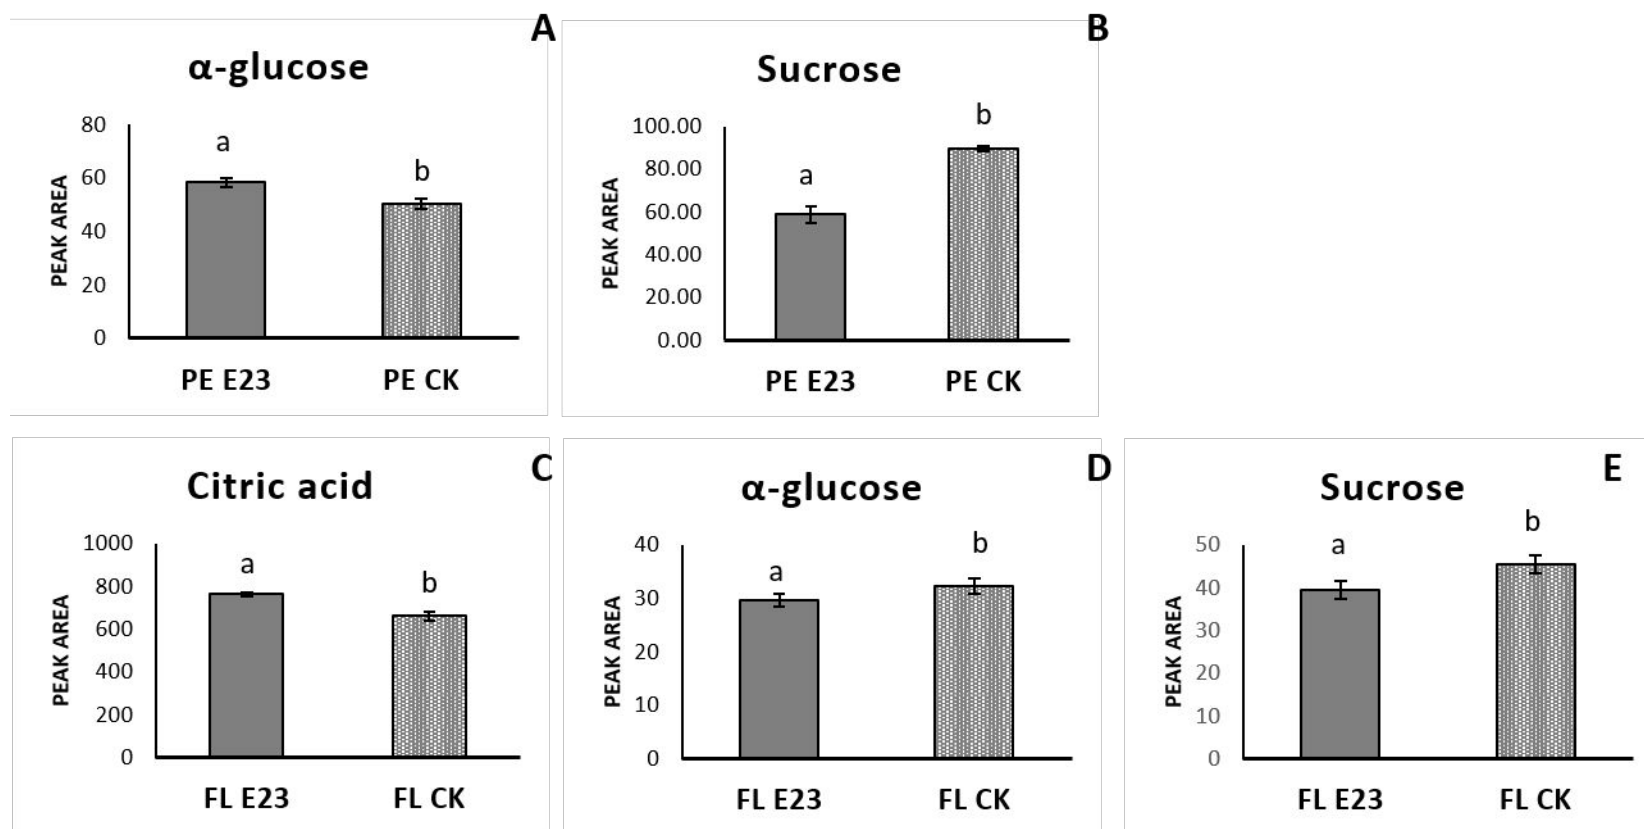 A
α-glucose
a
b
PEAK AREA
80
60
40
20
0
PE E23
PE CK
B
Sucrose
a
b
PEAK AREA
100.00
80.00
60.00
40.00
20.00
0.00
PE E23
PE CK
C
Citric acid
a
b
PEAK AREA
1000
800
600
400
200
0
FL E23
FL CK
D
α-glucose
a
b
PEAK AREA
40
30
20
10
0
FL E23
FL CK
E
Sucrose
a
b
PEAK AREA
50
40
30
20
10
0
FL E23
FL CK